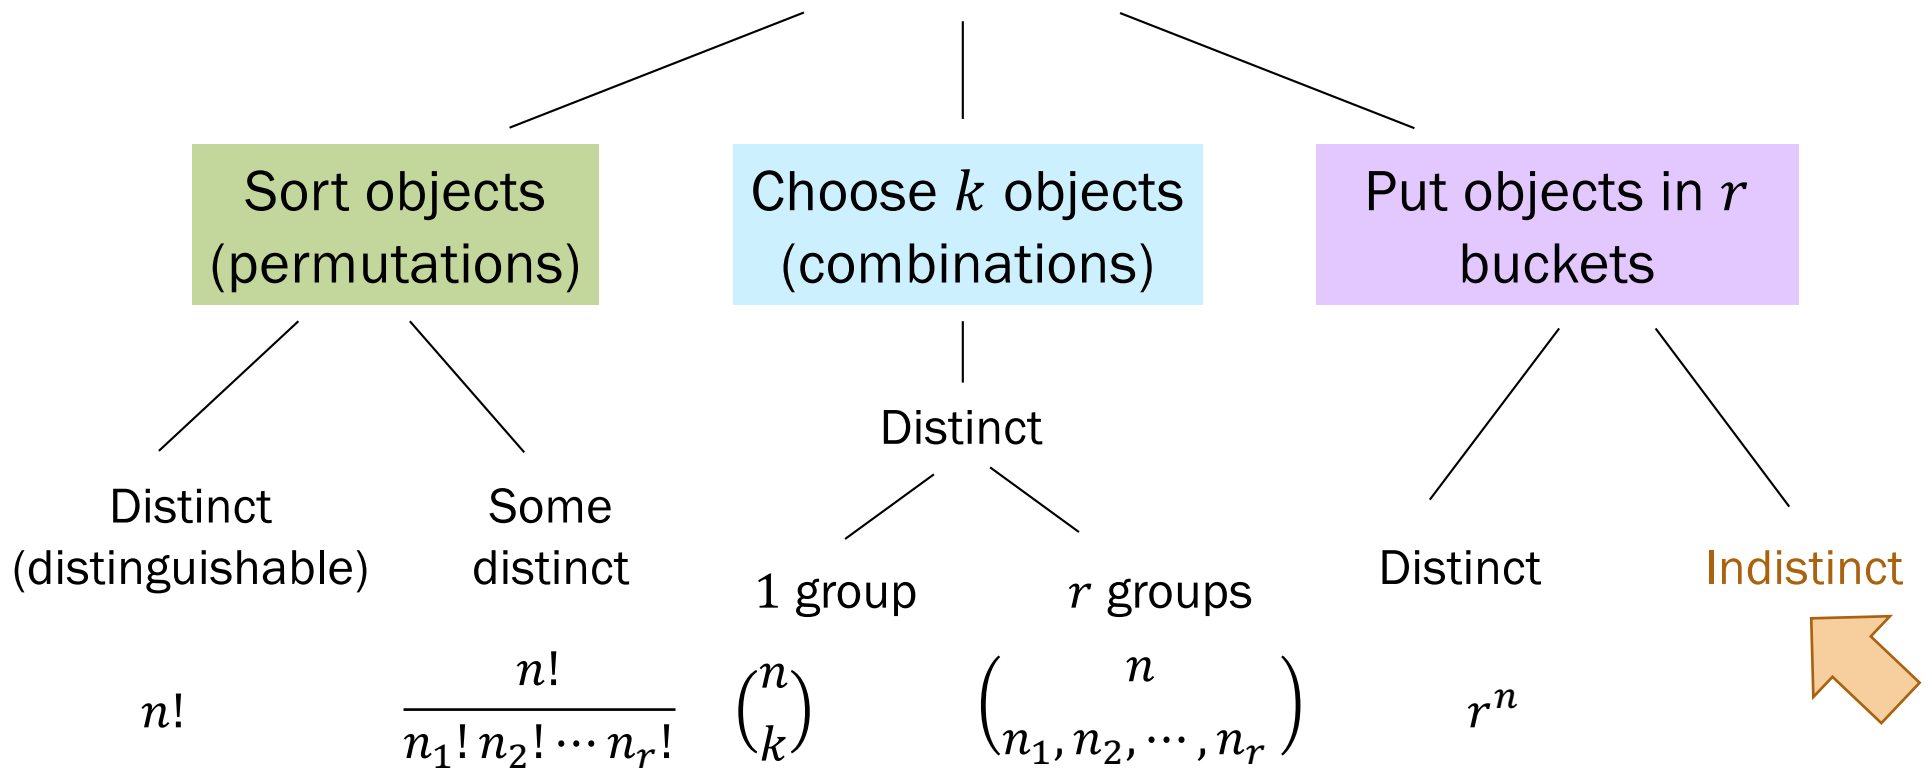 Sort objects
(permutations)
Choose k objects
(combinations)
Put objects in r
buckets
Distinct
Distinct
(distinguishable)
Some
distinct
1 group
r groups
Distinct
Indistinct
n!
n!
n₁! n₂! ⋯ nᵣ!
n
k
n
n₁, n₂, ⋯ , nᵣ
rⁿ